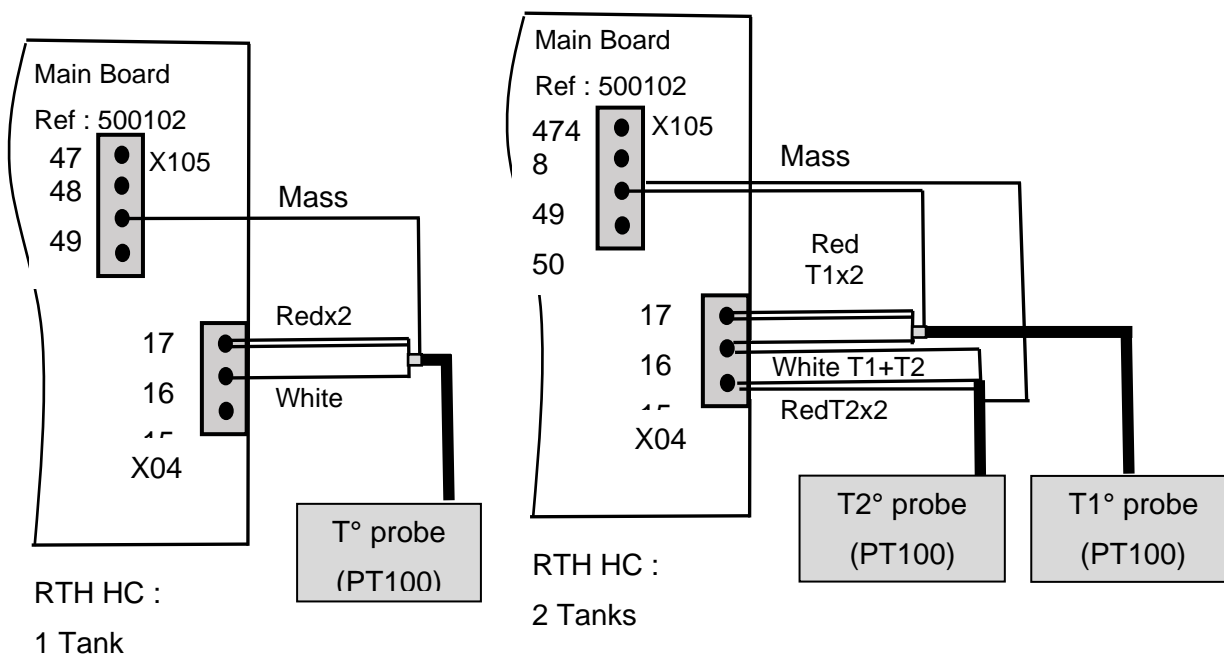 Main Board
Ref : 500102
47
X105
48
49
Mass
17
Redx2
16
White
X04
T° probe
(PT100)
RTH HC :
1 Tank
Main Board
Ref : 500102
474
X105
8
49
50
Mass
Red
T1x2
17
16
White T1+T2
RedT2x2
X04
T2° probe
(PT100)
T1° probe
(PT100)
RTH HC :
2 Tanks